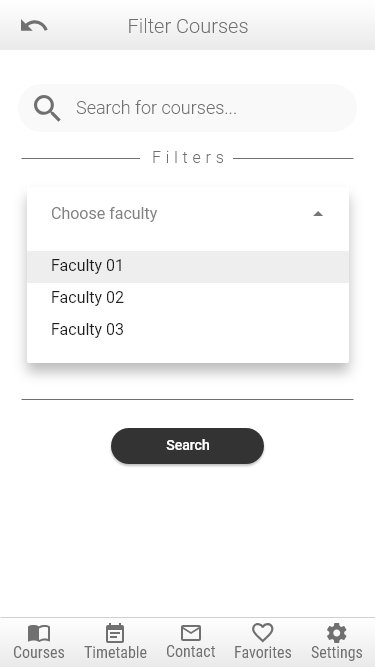 Filter Courses
Search for courses...
Filters
Choose faculty
Faculty 01
Faculty 02
Faculty 03
Search
Courses Timetable Contact Favorites Settings